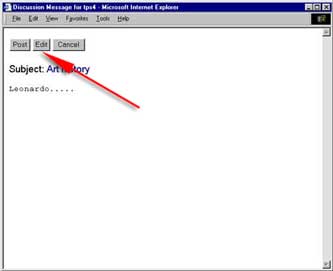 Discussion Message for tps4 - Microsoft Internet Explorer
File Edit View Favorites Tools Help
Post Edit Cancel
Subject: Art history
Leonardo.....